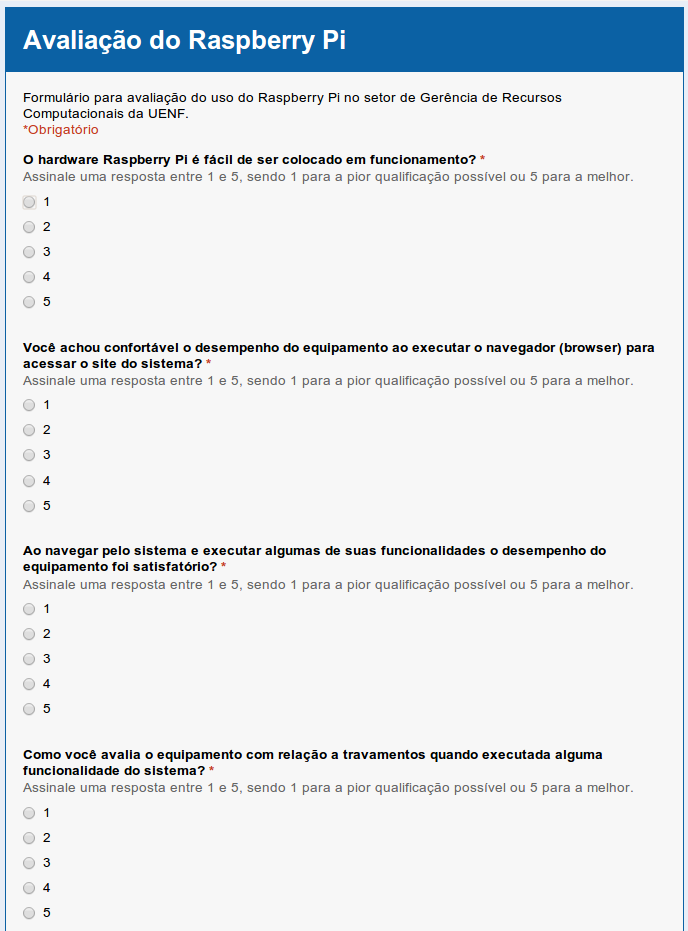 Avaliação do Raspberry Pi
Formulário para avaliação do uso do Raspberry Pi no setor de Gerência de Recursos
Computacionais da UENF.
*Obrigatório
O hardware Raspberry Pi é fácil de ser colocado em funcionamento? *
Assinale uma resposta entre 1 e 5, sendo 1 para a pior qualificação possível ou 5 para a melhor.
1
2
3
4
5
Você achou confortável o desempenho do equipamento ao executar o navegador (browser) para
acessar o site do sistema? *
Assinale uma resposta entre 1 e 5, sendo 1 para a pior qualificação possível ou 5 para a melhor.
1
2
3
4
5
Ao navegar pelo sistema e executar algumas de suas funcionalidades o desempenho do
equipamento foi satisfatório? *
Assinale uma resposta entre 1 e 5, sendo 1 para a pior qualificação possível ou 5 para a melhor.
1
2
3
4
5
Como você avalia o equipamento com relação a travamentos quando executada alguma
funcionalidade do sistema? *
Assinale uma resposta entre 1 e 5, sendo 1 para a pior qualificação possível ou 5 para a melhor.
1
2
3
4
5